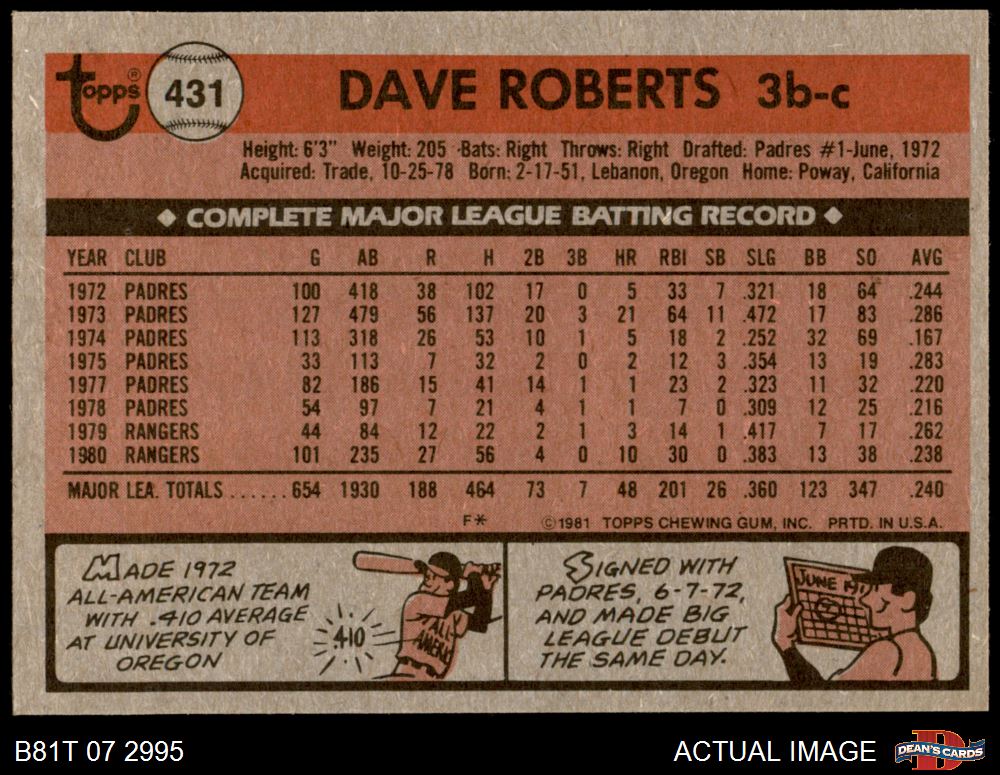 Topps® 431 DAVE ROBERTS 3b-c
Height: 6'3" Weight: 205 Bats: Right Throws: Right Drafted: Padres #1-June, 1972
Acquired: Trade, 10-25-78 Born: 2-17-51, Lebanon, Oregon Home: Poway, California
◆ COMPLETE MAJOR LEAGUE BATTING RECORD ◆
YEAR CLUB G AB R H 2B 3B HR RBI SB SLG BB SO AVG
1972 PADRES 100 418 38 102 17 0 5 33 7 .321 18 64 .244
1973 PADRES 127 479 56 137 20 3 21 64 11 .472 17 83 .286
1974 PADRES 113 318 26 53 10 1 5 18 2 .252 32 69 .167
1975 PADRES 33 113 7 32 2 0 2 12 3 .354 13 19 .283
1977 PADRES 82 186 15 41 14 1 1 23 2 .323 11 32 .220
1978 PADRES 54 97 7 21 4 1 1 7 0 .309 12 25 .216
1979 RANGERS 44 84 12 22 2 1 3 14 1 .417 7 17 .262
1980 RANGERS 101 235 27 56 4 0 10 30 0 .383 13 38 .238
MAJOR LEA. TOTALS ...... 654 1930 188 464 73 7 48 201 26 .360 123 347 .240
F* ©1981 TOPPS CHEWING GUM, INC. PRTD. IN U.S.A.
MADE 1972
ALL-AMERICAN TEAM
WITH .410 AVERAGE
AT UNIVERSITY OF
OREGON
.410
ALL
SIGNED WITH
PADRES, 6-7-72,
AND MADE BIG
LEAGUE DEBUT
THE SAME DAY.
JUNE
B81T 07 2995 ACTUAL IMAGE DEAN'S CARDS